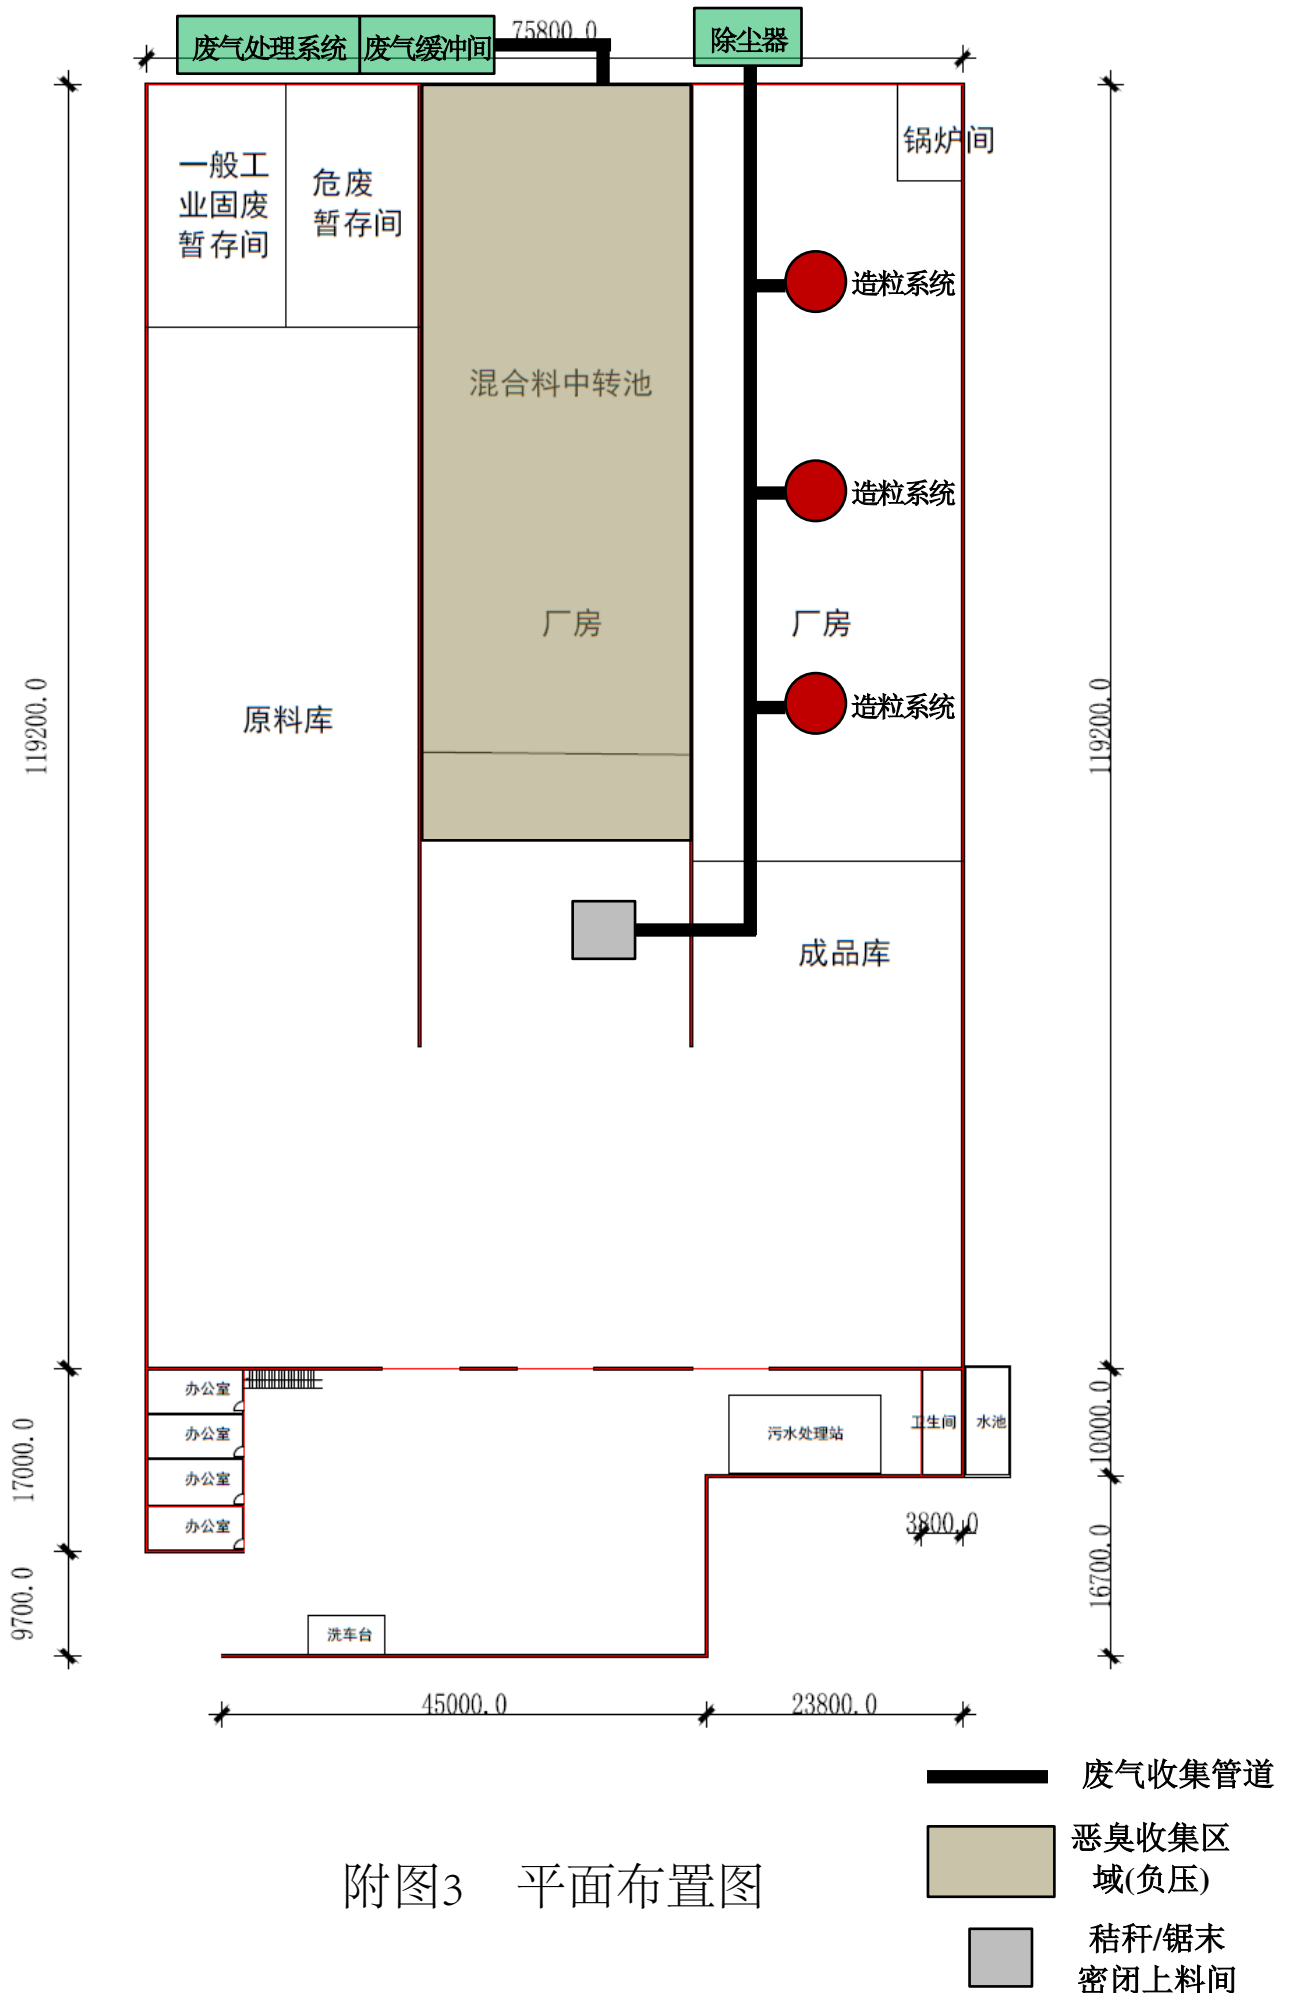 75800.0
废气处理系统
废气缓冲间
除尘器
锅炉间
一般工
业固废
暂存间
危废
暂存间
造粒系统
混合料中转池
造粒系统
厂房
厂房
119200.0
119200.0
原料库
造粒系统
成品库
办公室
办公室
办公室
办公室
污水处理站
卫生间
水池
17000.0
10000.0
3800.0
9700.0
16700.0
洗车台
45000.0
23800.0
废气收集管道
恶臭收集区
域(负压)
附图3 平面布置图
秸秆/锯末
密闭上料间